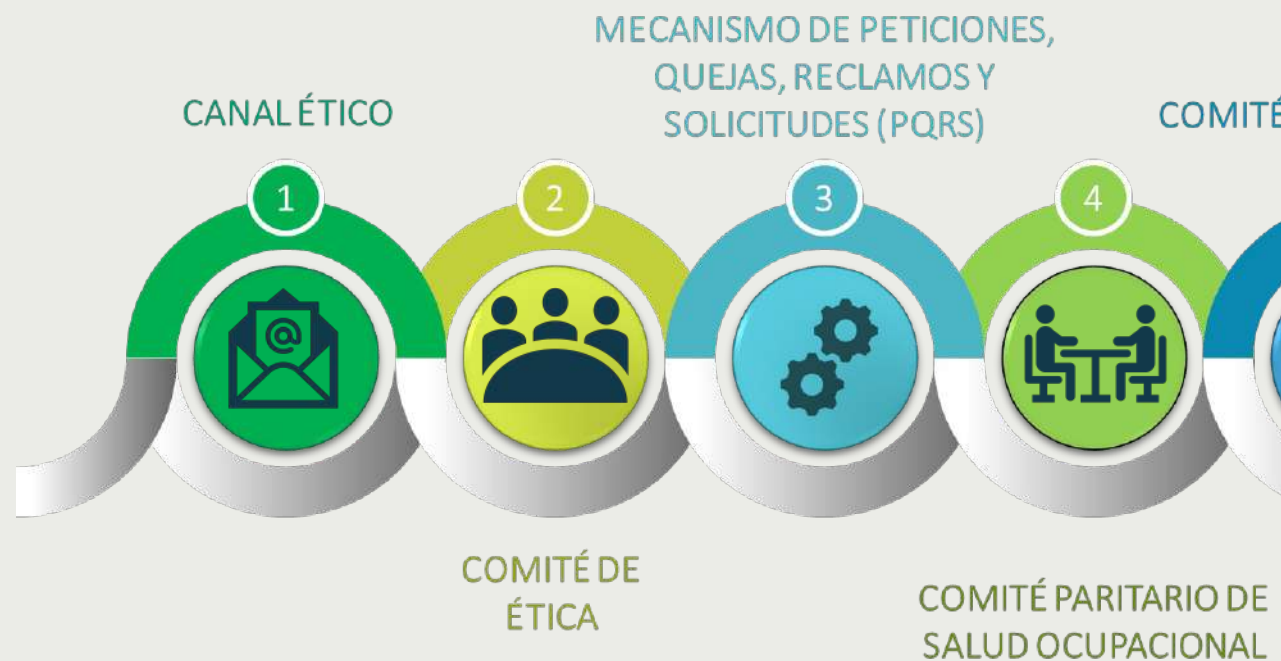 CANAL ÉTICO
1
2
COMITÉ DE
ÉTICA
MECANISMO DE PETICIONES,
QUEJAS, RECLAMOS Y
SOLICITUDES (PQRS)
3
4
COMITÉ PARITARIO DE
SALUD OCUPACIONAL
COMITÉ
@